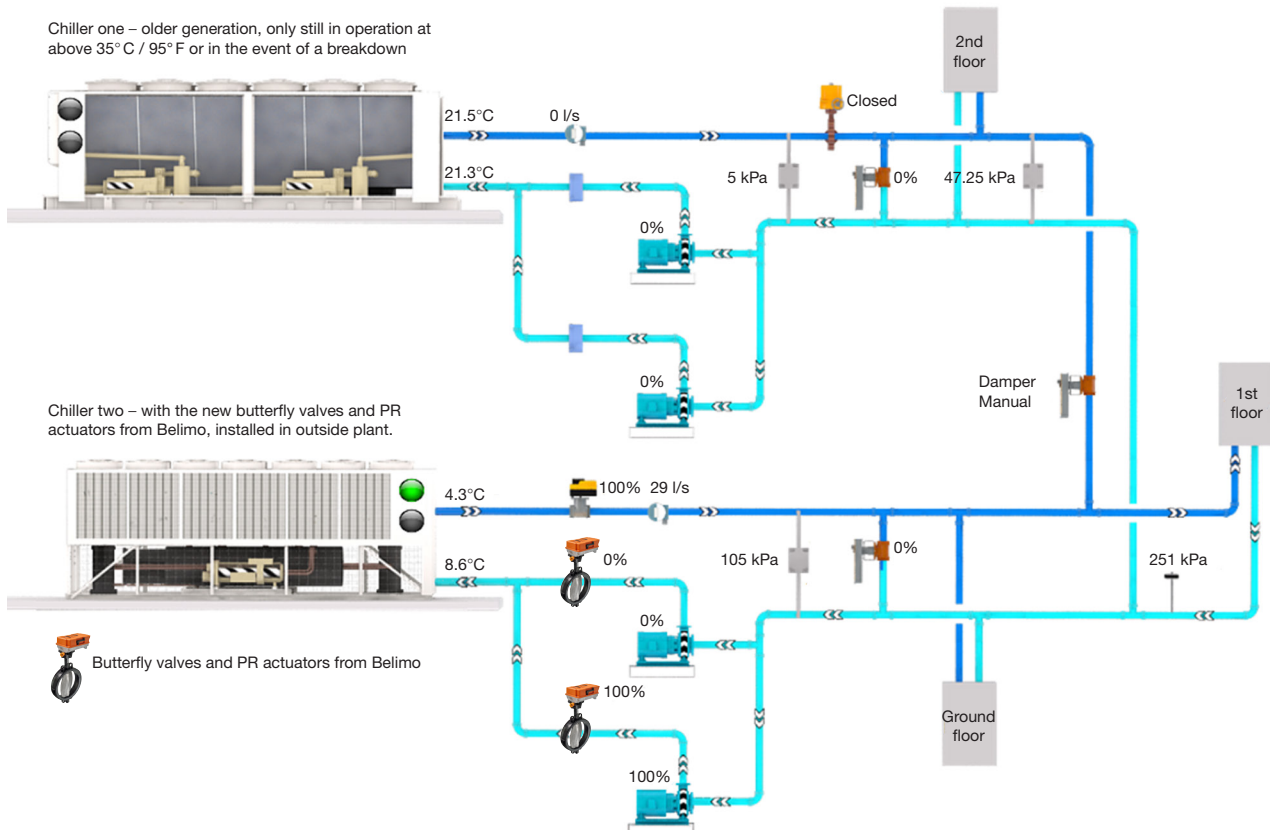 Chiller one – older generation, only still in operation at
above 35°C / 95°F or in the event of a breakdown
2nd
floor
21.5°C
0 l/s
Closed
21.3°C
5 kPa
0%
47.25 kPa
0%
0%
Damper
Manual
1st
floor
Chiller two – with the new butterfly valves and PR
actuators from Belimo, installed in outside plant.
4.3°C
100%
29 l/s
8.6°C
0%
105 kPa
0%
251 kPa
0%
Butterfly valves and PR actuators from Belimo
100%
Ground
floor
100%